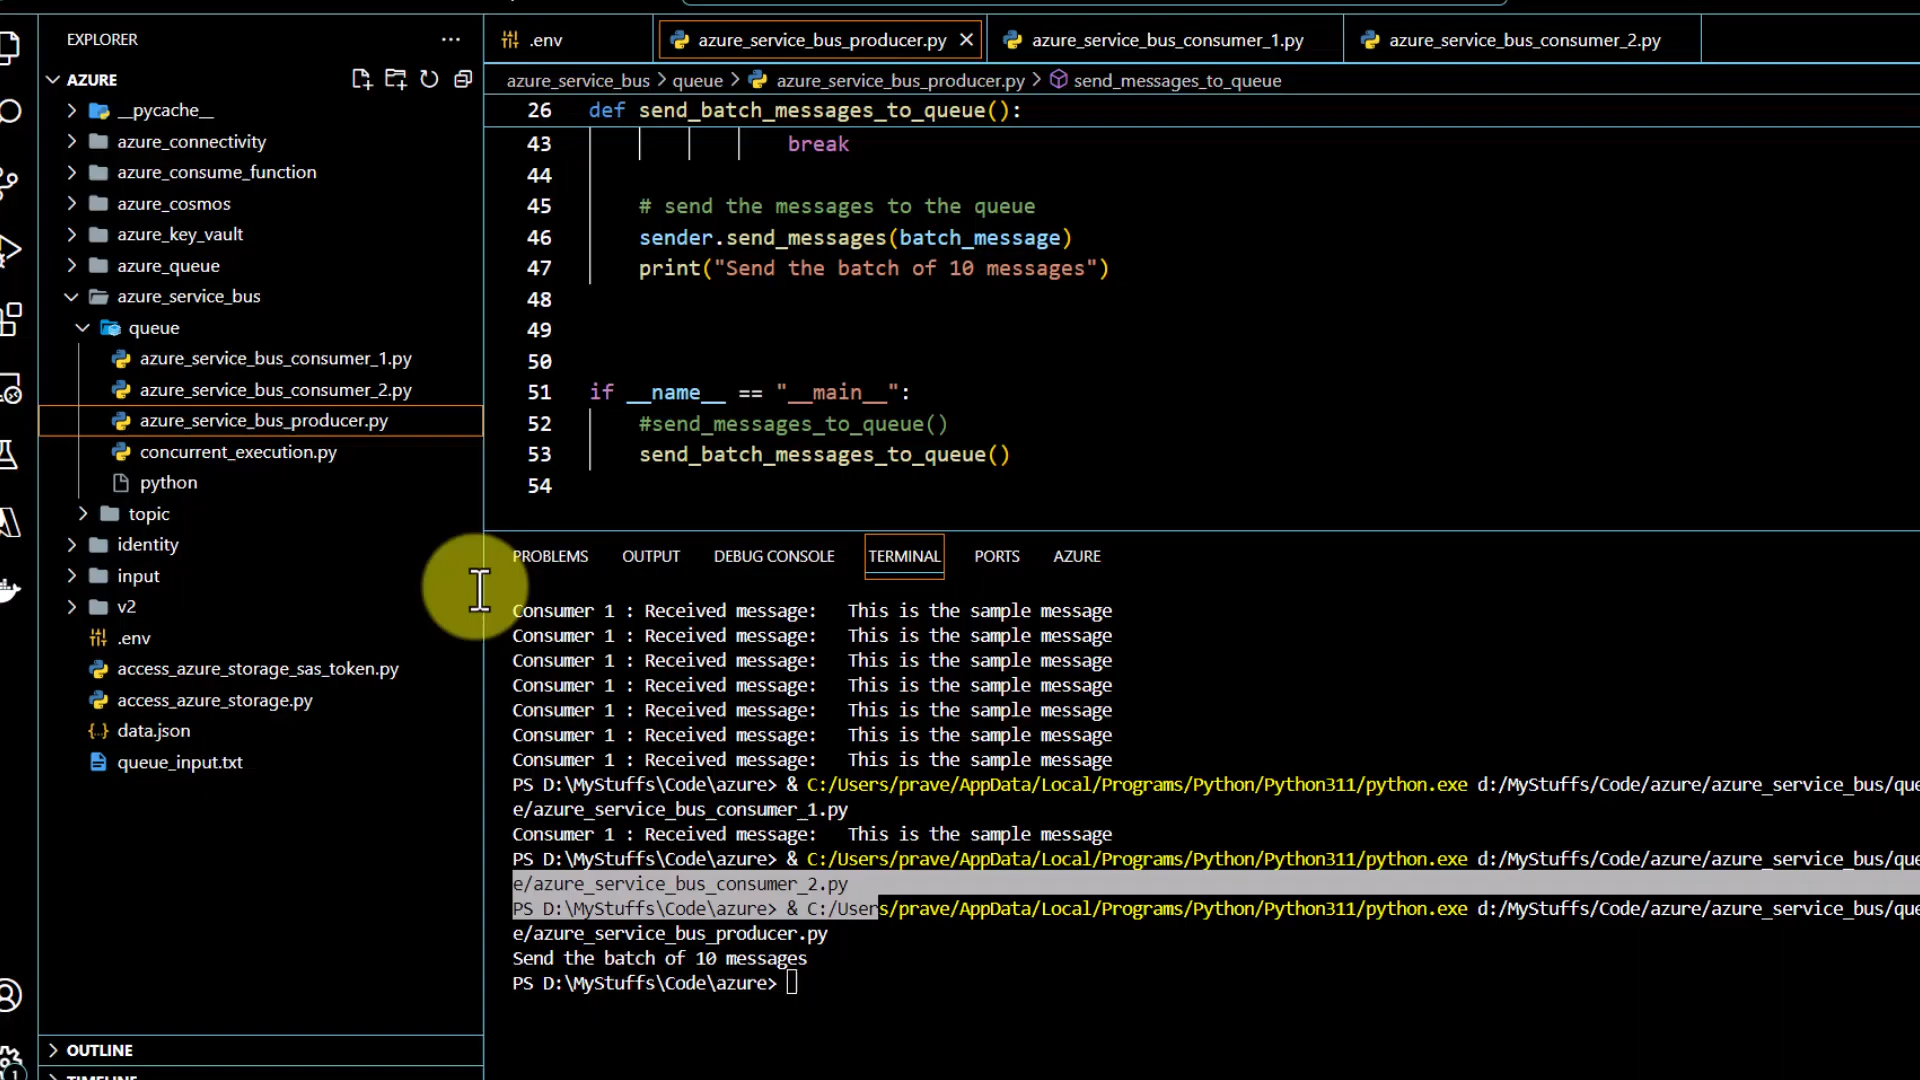 EXPLORER
AZURE
__pycache__
azure_connectivity
azure_consume_function
azure_cosmos
azure_key_vault
azure_queue
azure_service_bus
queue
azure_service_bus_consumer_1.py
azure_service_bus_consumer_2.py
azure_service_bus_producer.py
concurrent_execution.py
python
topic
identity
input
v2
.env
access_azure_storage_sas_token.py
access_azure_storage.py
data.json
queue_input.txt
OUTLINE
TIMELINE
.env azure_service_bus_producer.py azure_service_bus_consumer_1.py azure_service_bus_consumer_2.py
azure_service_bus > queue > azure_service_bus_producer.py > send_messages_to_queue
26 def send_batch_messages_to_queue():
43 break
44
45 # send the messages to the queue
46 sender.send_messages(batch_message)
47 print("Send the batch of 10 messages")
48
49
50
51 if __name__ == "__main__":
52 #send_messages_to_queue()
53 send_batch_messages_to_queue()
54
PROBLEMS OUTPUT DEBUG CONSOLE TERMINAL PORTS AZURE
Consumer 1 : Received message: This is the sample message
Consumer 1 : Received message: This is the sample message
Consumer 1 : Received message: This is the sample message
Consumer 1 : Received message: This is the sample message
Consumer 1 : Received message: This is the sample message
Consumer 1 : Received message: This is the sample message
Consumer 1 : Received message: This is the sample message
PS D:\MyStuffs\Code\azure> & C:/Users/prave/AppData/Local/Programs/Python/Python311/python.exe d:/MyStuffs/Code/azure/azure_service_bus/que
e/azure_service_bus_consumer_1.py
Consumer 1 : Received message: This is the sample message
PS D:\MyStuffs\Code\azure> & C:/Users/prave/AppData/Local/Programs/Python/Python311/python.exe d:/MyStuffs/Code/azure/azure_service_bus/que
e/azure_service_bus_consumer_2.py
PS D:\MyStuffs\Code\azure> & C:/Users/prave/AppData/Local/Programs/Python/Python311/python.exe d:/MyStuffs/Code/azure/azure_service_bus/que
e/azure_service_bus_producer.py
Send the batch of 10 messages
PS D:\MyStuffs\Code\azure>